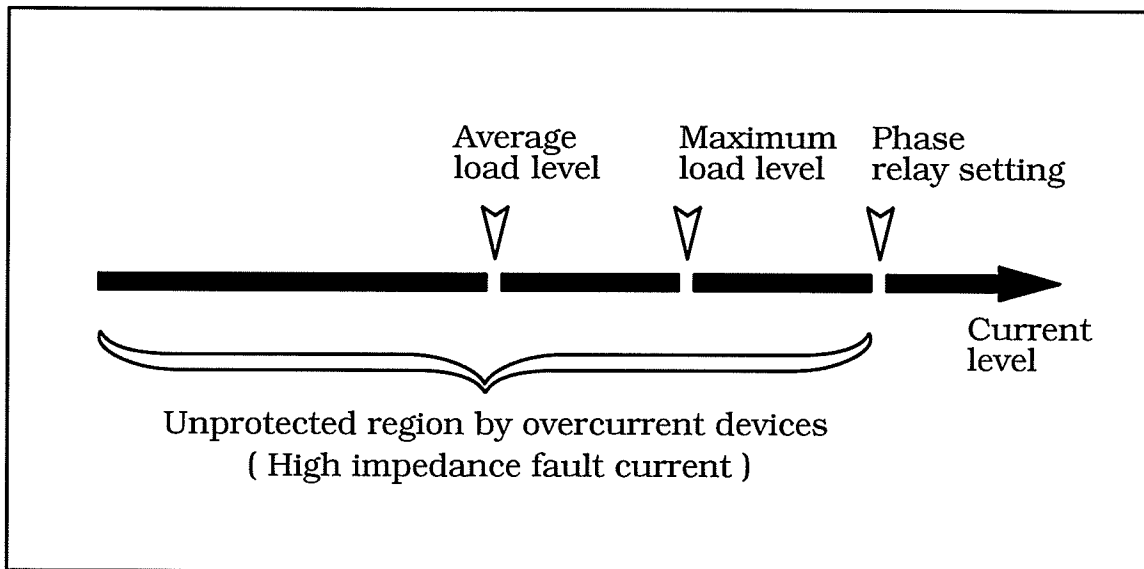 Average
load level
Maximum
load level
Phase
relay setting
Current
level
Unprotected region by overcurrent devices
( High impedance fault current )